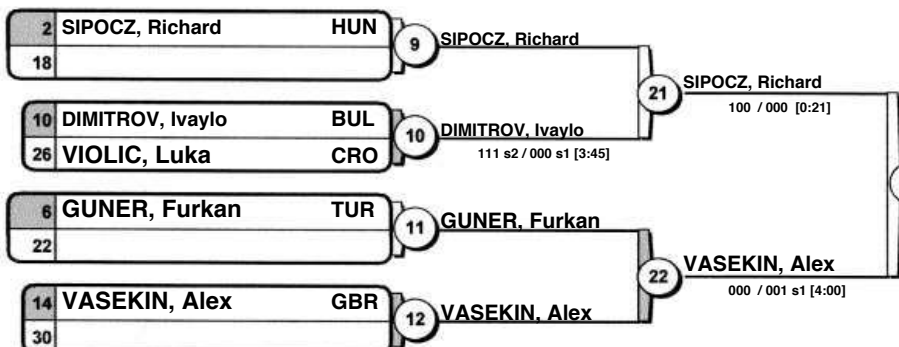 2 SIPOCZ, Richard HUN
18
9
SIPOCZ, Richard
10 DIMITROV, Ivaylo BUL
26 VIOLIC, Luka CRO
10
DIMITROV, Ivaylo
111 s2 / 000 s1 [3:45]
21
SIPOCZ, Richard
100 / 000 [0:21]
6 GUNER, Furkan TUR
22
11
GUNER, Furkan
14 VASEKIN, Alex GBR
30
12
VASEKIN, Alex
22
VASEKIN, Alex
000 / 001 s1 [4:00]